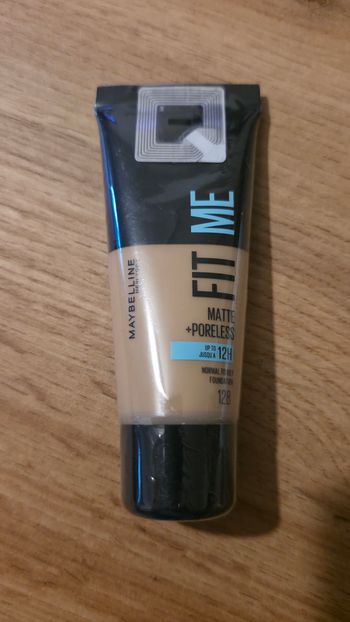 MAYBELLINE
NEW YORK
FIT ME
MATTE
+PORELESS
UP TO
JUSQU'A
12H
NORMAL TO OILY
FOUNDATION
128